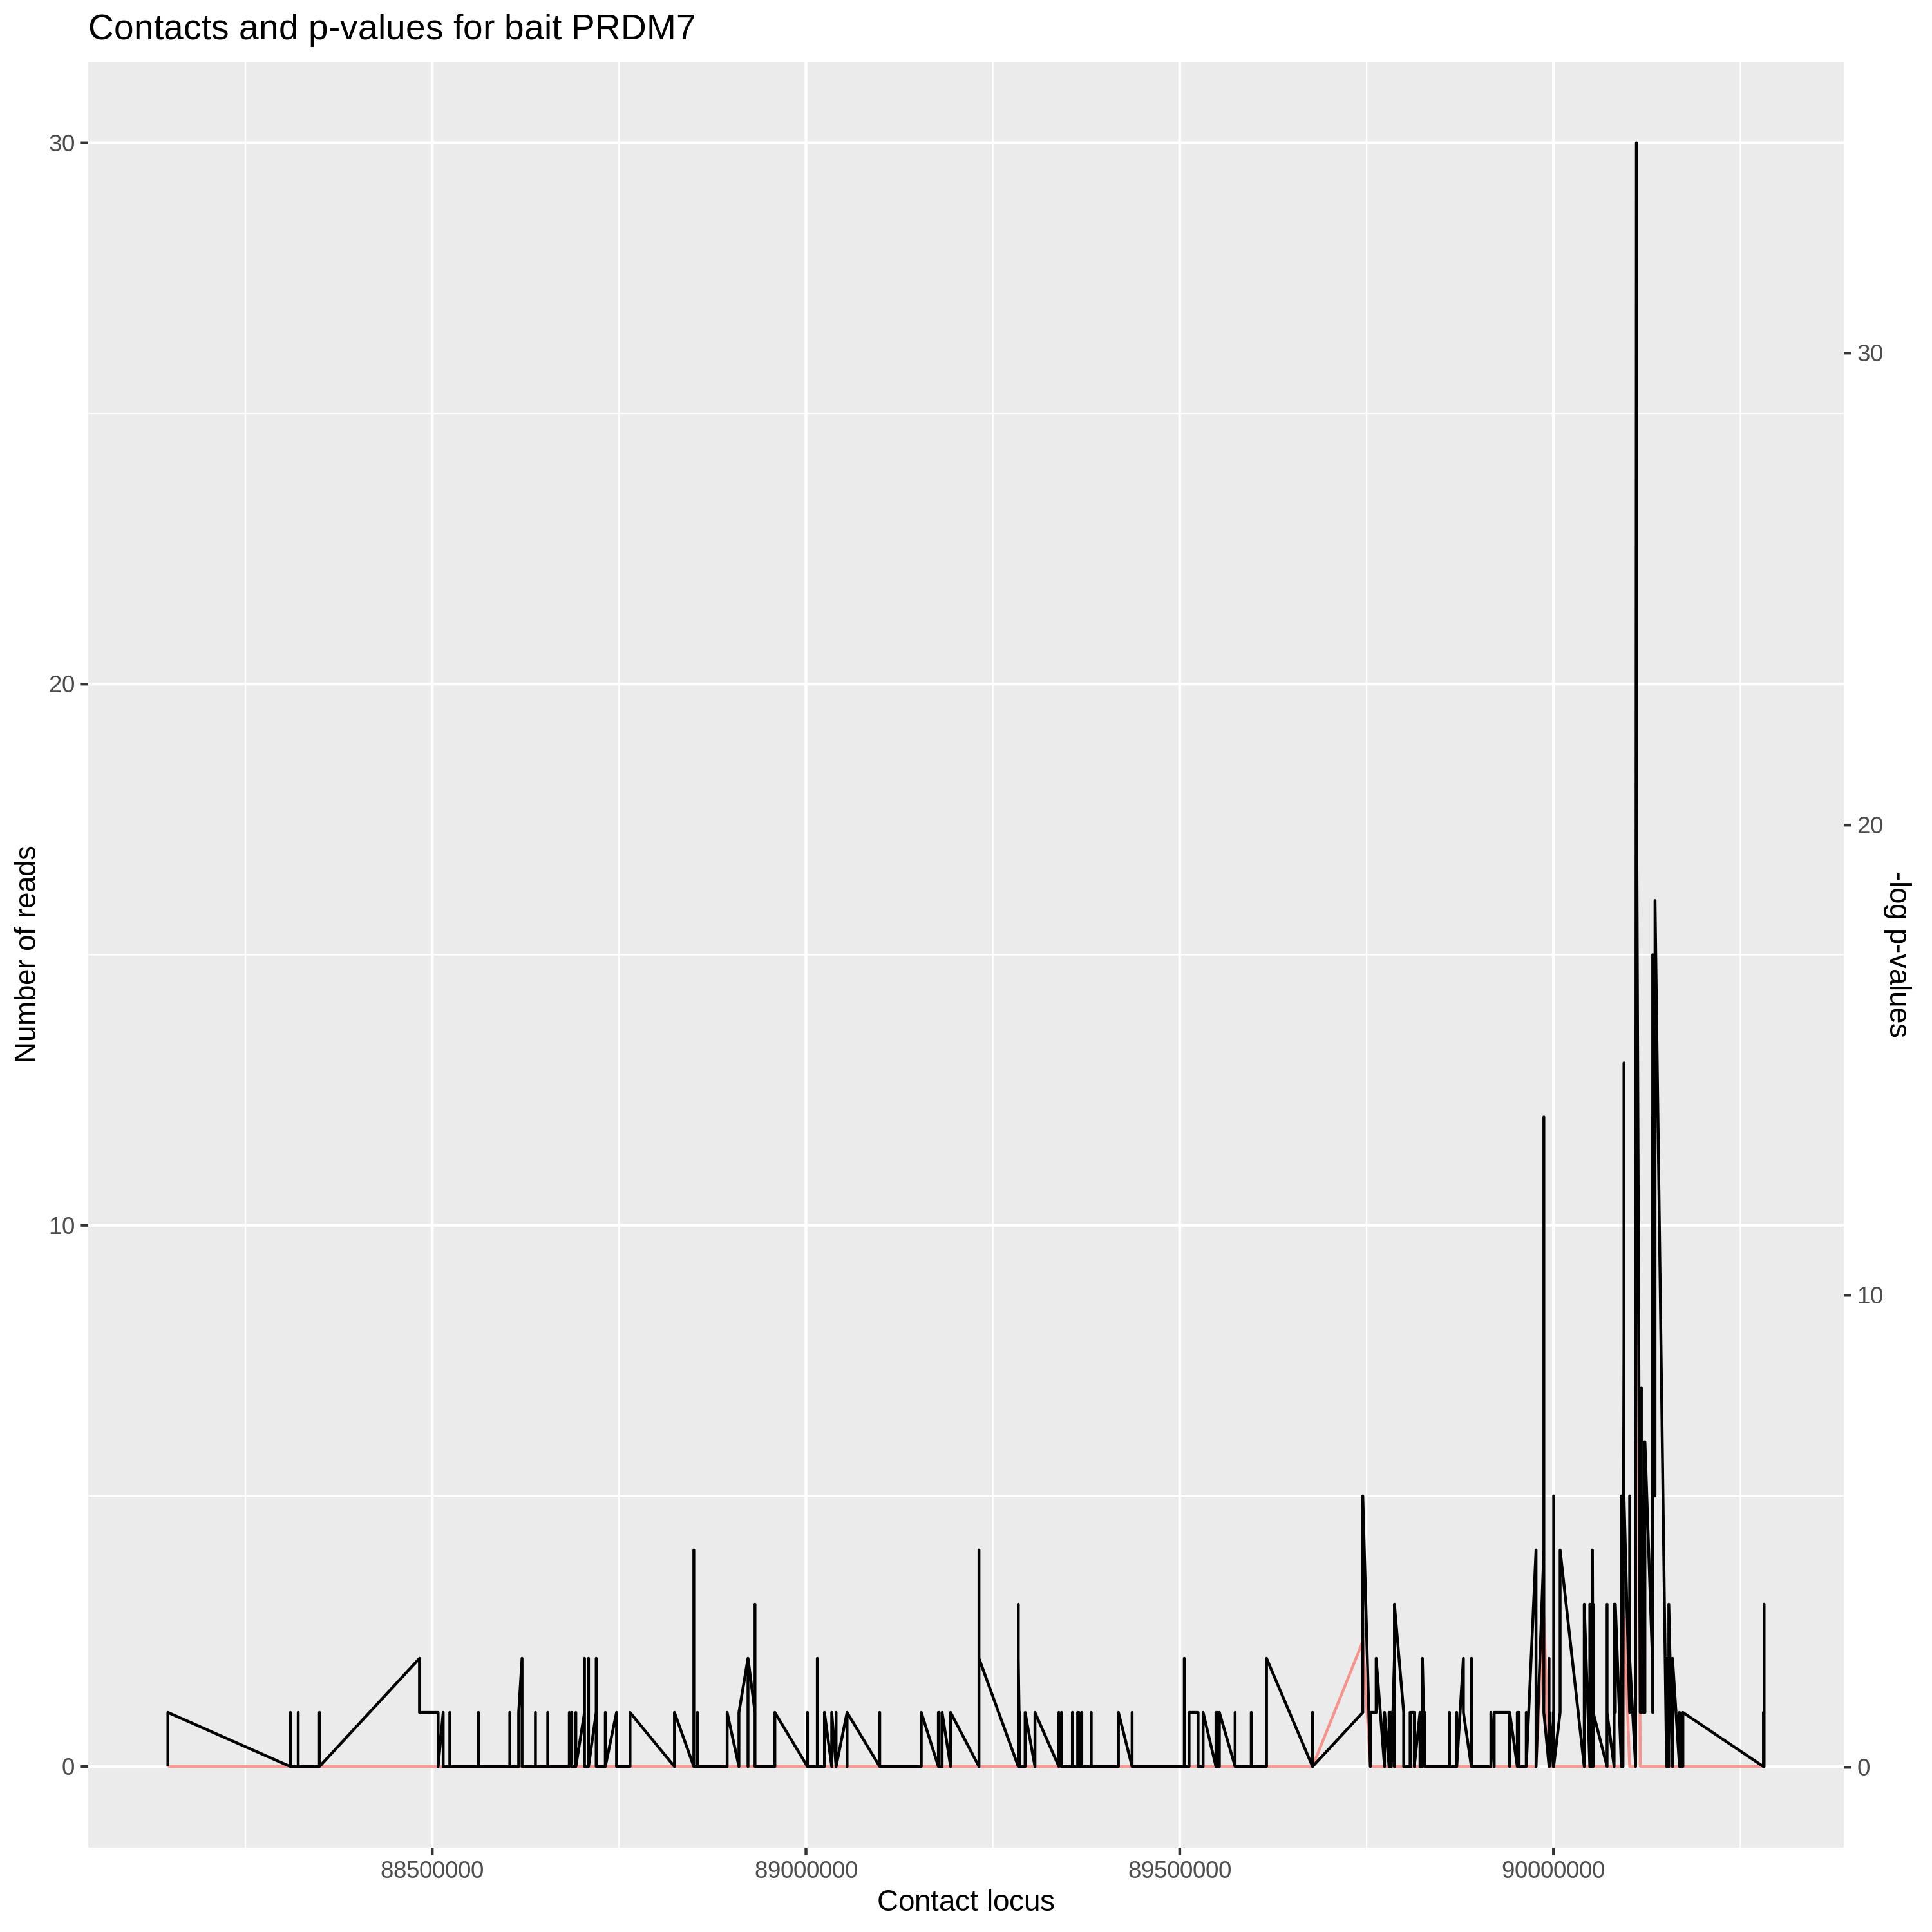 Contacts and p-values for bait PRDM7
30
20
10
0
Number of reads
30
20
10
0
-log p-values
88500000 89000000 89500000 90000000
Contact locus